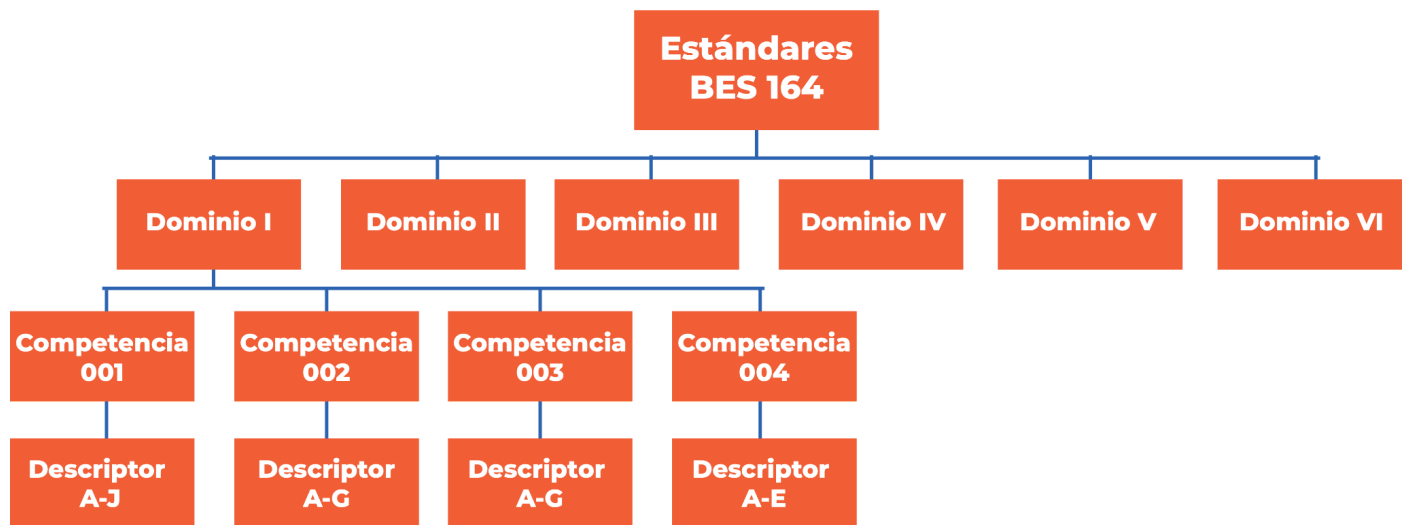 Estándares
BES 164
Dominio I
Dominio II
Dominio III
Dominio IV
Dominio V
Dominio VI
Competencia
001
Competencia
002
Competencia
003
Competencia
004
Descriptor
A-J
Descriptor
A-G
Descriptor
A-G
Descriptor
A-E